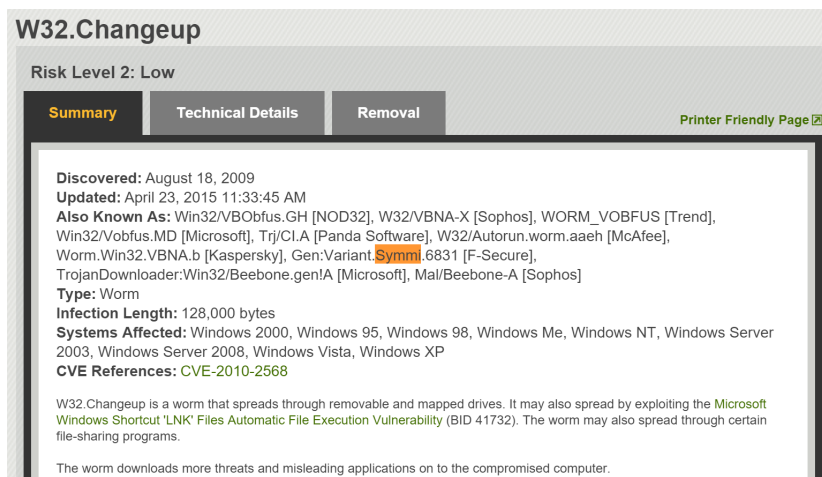 W32.Changeup
Risk Level 2: Low
Summary
Technical Details
Removal
Printer Friendly Page
Discovered: August 18, 2009
Updated: April 23, 2015 11:33:45 AM
Also Known As: Win32/VBObfus.GH [NOD32], W32/VBNA-X [Sophos], WORM_VOBFUS [Trend],
Win32/Vobfus.MD [Microsoft], Trj/CI.A [Panda Software], W32/Autorun.worm.aaeh [McAfee],
Worm.Win32.VBNA.b [Kaspersky], Gen:Variant.Symmi.6831 [F-Secure],
TrojanDownloader:Win32/Beebone.gen!A [Microsoft], Mal/Beebone-A [Sophos]
Type: Worm
Infection Length: 128,000 bytes
Systems Affected: Windows 2000, Windows 95, Windows 98, Windows Me, Windows NT, Windows Server
2003, Windows Server 2008, Windows Vista, Windows XP
CVE References: CVE-2010-2568
W32.Changeup is a worm that spreads through removable and mapped drives. It may also spread by exploiting the Microsoft
Windows Shortcut 'LNK' Files Automatic File Execution Vulnerability (BID 41732). The worm may also spread through certain
file-sharing programs.
The worm downloads more threats and misleading applications on to the compromised computer.